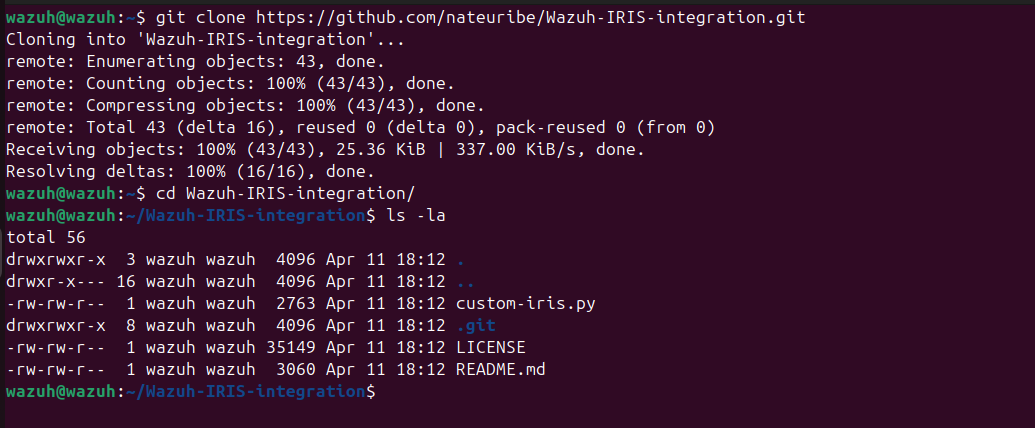 wazuh@wazuh:~$ git clone https://github.com/nateuribe/Wazuh-IRIS-integration.git
Cloning into 'Wazuh-IRIS-integration'...
remote: Enumerating objects: 43, done.
remote: Counting objects: 100% (43/43), done.
remote: Compressing objects: 100% (43/43), done.
remote: Total 43 (delta 16), reused 0 (delta 0), pack-reused 0 (from 0)
Receiving objects: 100% (43/43), 25.36 KiB | 337.00 KiB/s, done.
Resolving deltas: 100% (16/16), done.
wazuh@wazuh:~$ cd Wazuh-IRIS-integration/
wazuh@wazuh:~/Wazuh-IRIS-integration$ ls -la
total 56
drwxrwxr-x  3 wazuh wazuh  4096 Apr 11 18:12 .
drwxr-x--- 16 wazuh wazuh  4096 Apr 11 18:12 ..
-rw-rw-r--  1 wazuh wazuh  2763 Apr 11 18:12 custom-iris.py
drwxrwxr-x  8 wazuh wazuh  4096 Apr 11 18:12 .git
-rw-rw-r--  1 wazuh wazuh 35149 Apr 11 18:12 LICENSE
-rw-rw-r--  1 wazuh wazuh  3060 Apr 11 18:12 README.md
wazuh@wazuh:~/Wazuh-IRIS-integration$